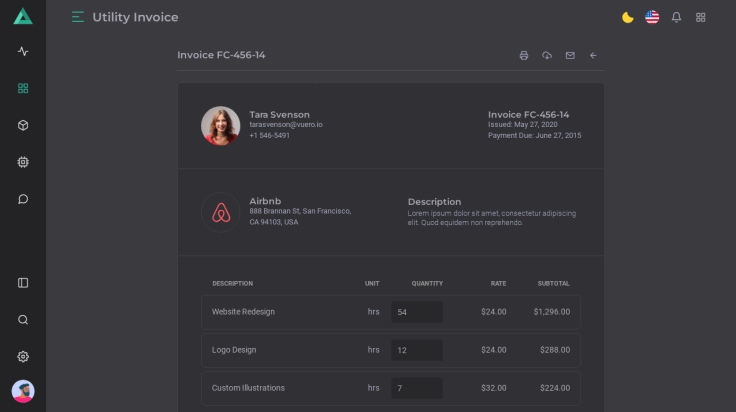 Utility Invoice
Invoice FC-456-14
Tara Svenson
tarasvenson@vuero.io
+1 546-5491
Invoice FC-456-14
Issued: May 27, 2020
Payment Due: June 27, 2015
Airbnb
888 Brannan St, San Francisco,
CA 94103, USA
Description
Lorem ipsum dolor sit amet, consectetur adipiscing
elit. Quod equidem non reprehendo.
DESCRIPTION UNIT QUANTITY RATE SUBTOTAL
Website Redesign hrs 54 $24.00 $1,296.00
Logo Design hrs 12 $24.00 $288.00
Custom Illustrations hrs 7 $32.00 $224.00